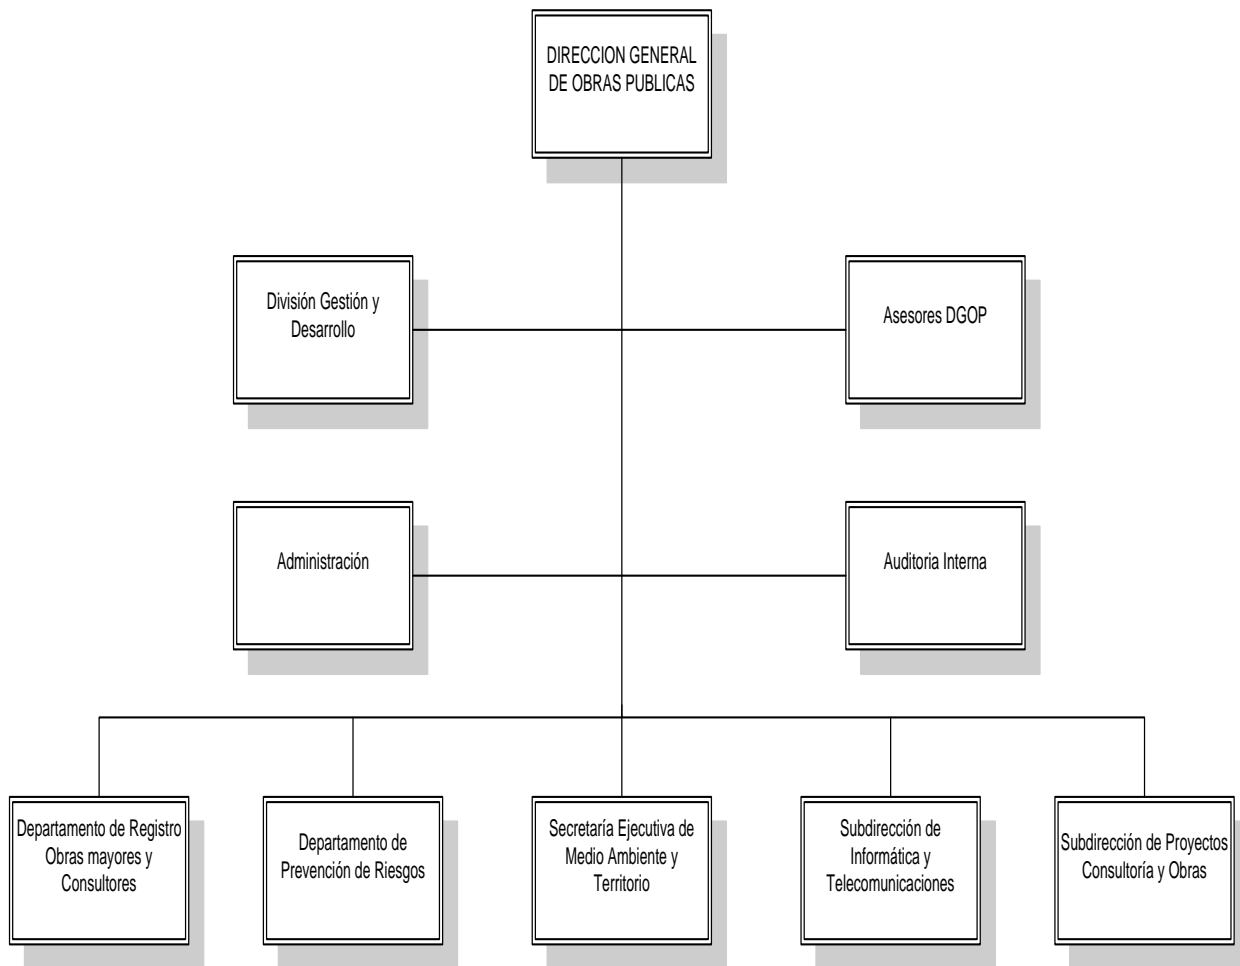 DIRECCION GENERAL
DE OBRAS PUBLICAS
División Gestión y
Desarrollo
Asesores DGOP
Administración
Auditoria Interna
Departamento de Registro
Obras mayores y
Consultores
Departamento de
Prevención de Riesgos
Secretaría Ejecutiva de
Medio Ambiente y
Territorio
Subdirección de
Informática y
Telecomunicaciones
Subdirección de Proyectos
Consultoría y Obras